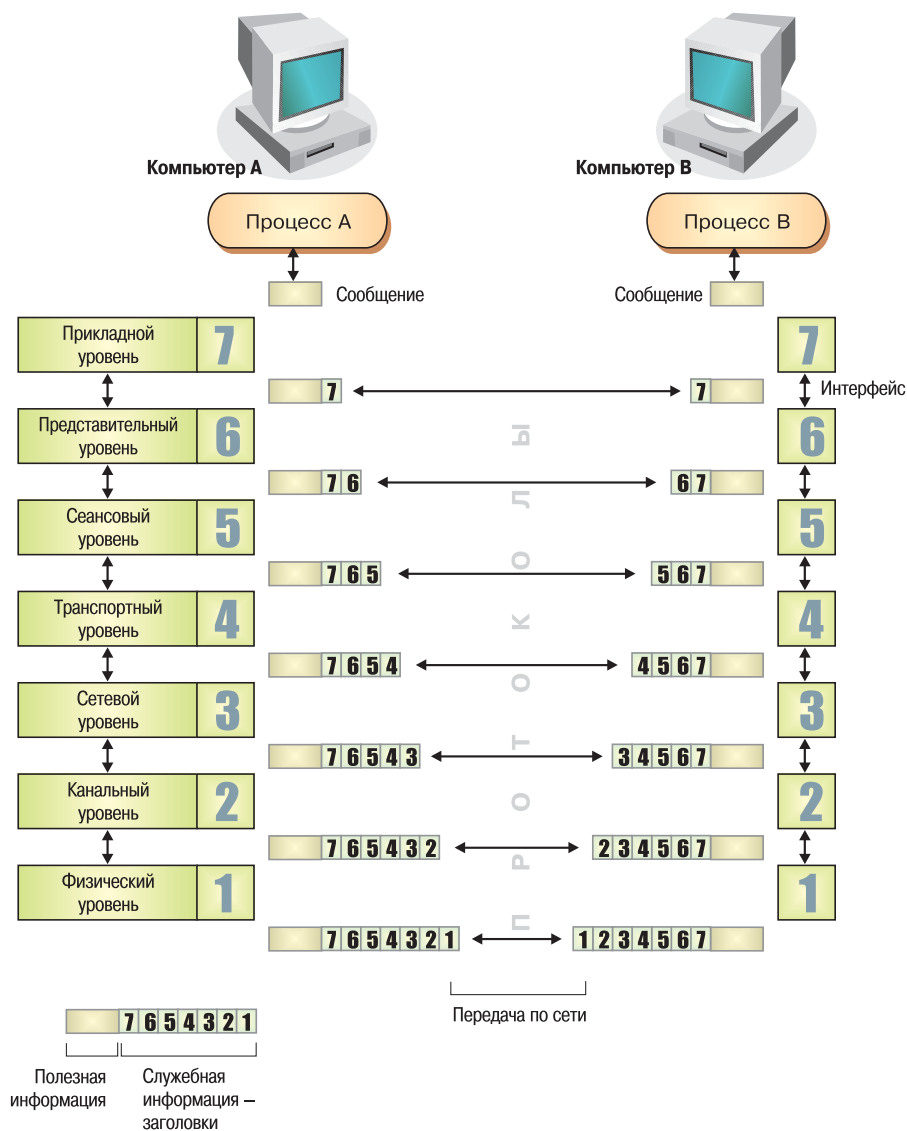 Компьютер А
Компьютер В
Процесс А
Процесс В
Сообщение
Сообщение
Прикладной
уровень
7
7
7
7
Интерфейс
Представительный
уровень
6
6
7 6
6 7
Сеансовый
уровень
5
5
7 6 5
5 6 7
Транспортный
уровень
4
4
7 6 5 4
4 5 6 7
Сетевой
уровень
3
3
7 6 5 4 3
3 4 5 6 7
Канальный
уровень
2
2
7 6 5 4 3 2
2 3 4 5 6 7
Физический
уровень
1
1
7 6 5 4 3 2 1
1 2 3 4 5 6 7
ПРОТОКОЛЫ
Передача по сети
7 6 5 4 3 2 1
Полезная
информация
Служебная
информация –
заголовки